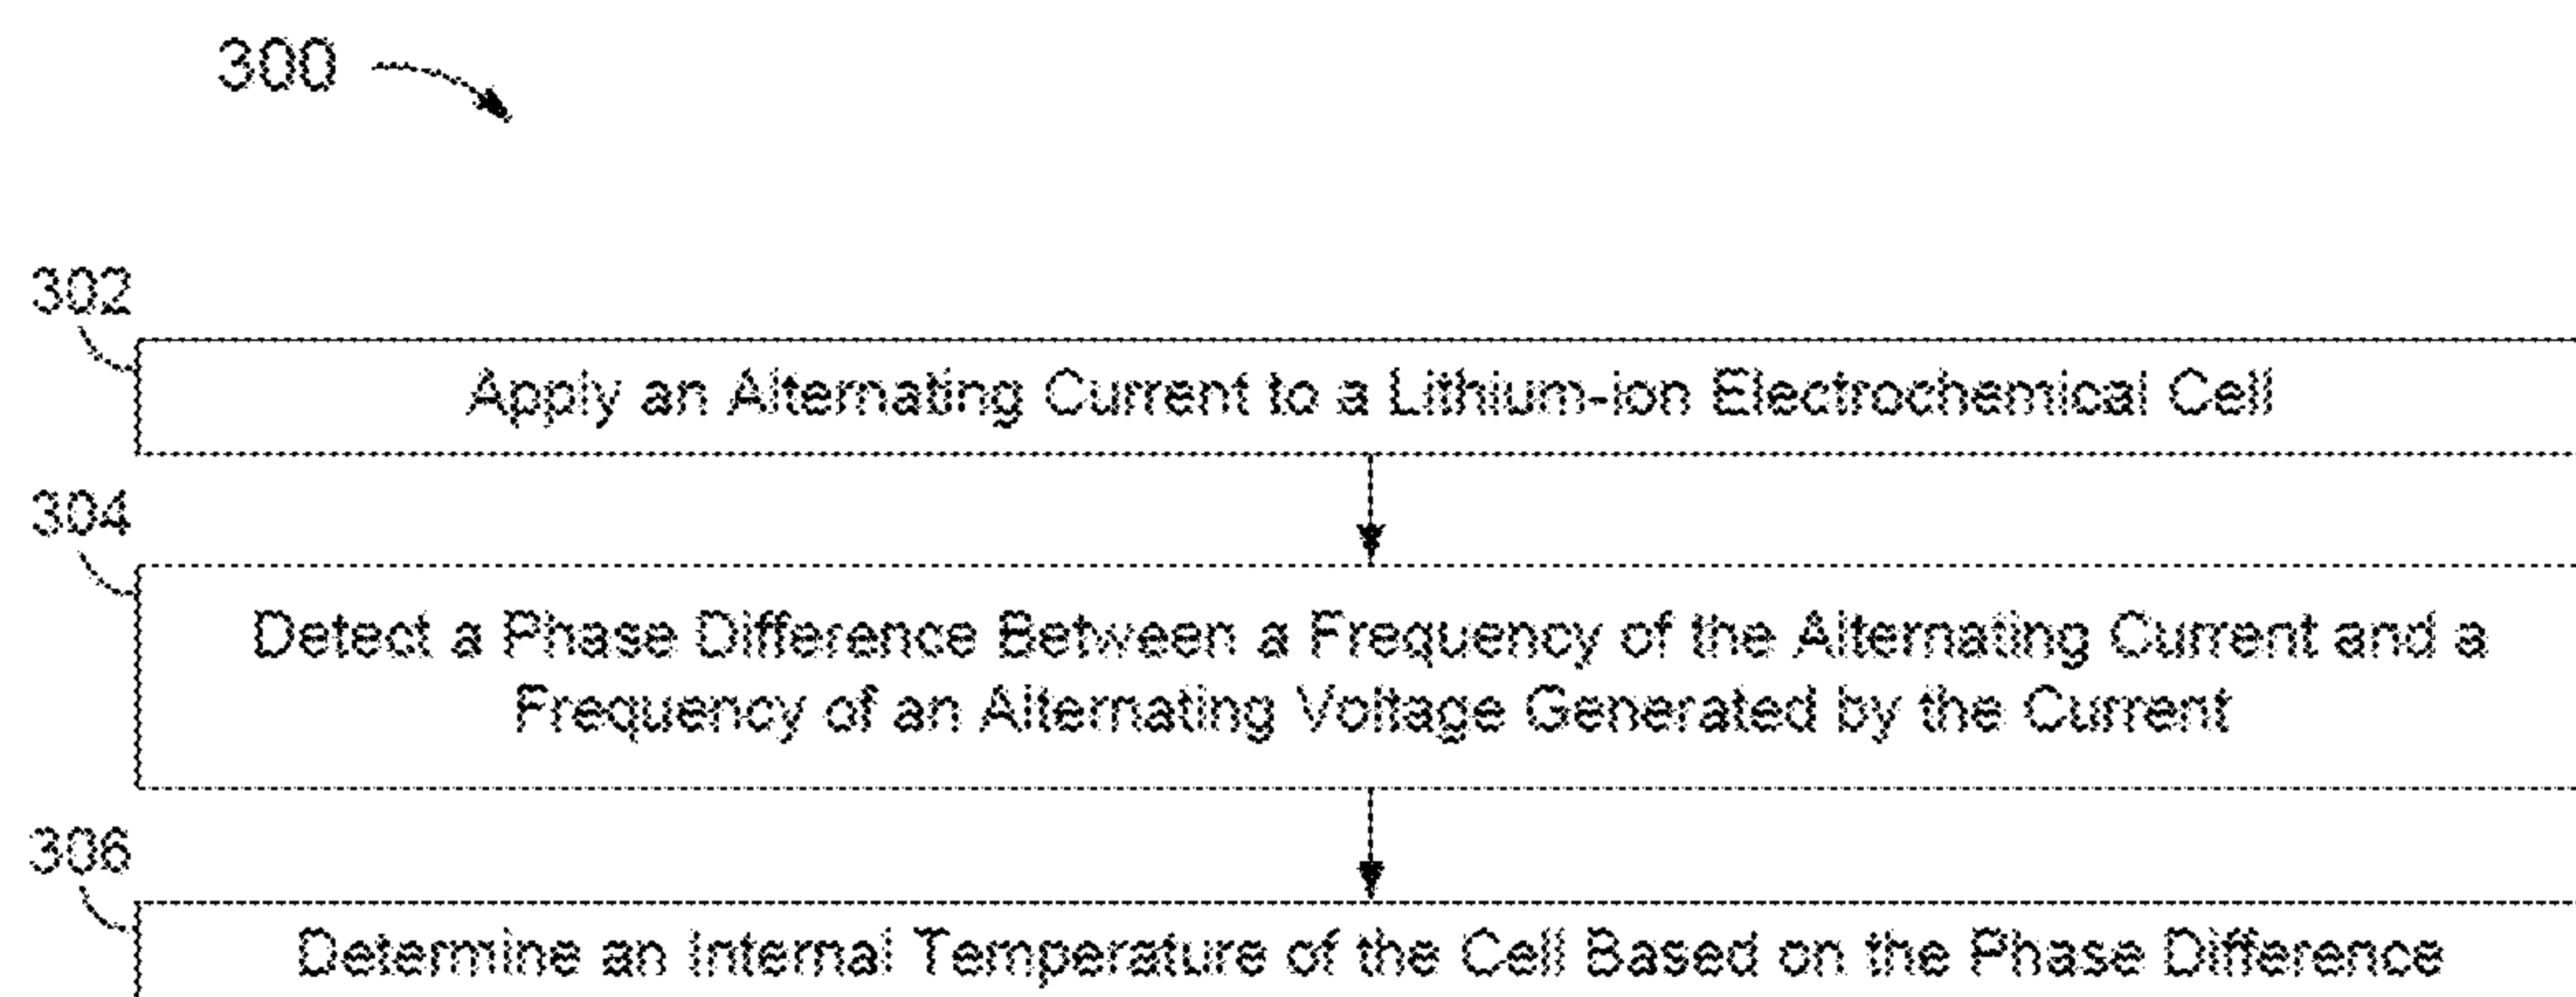 300
302
Apply an Alternating Current to a Lithium-ion Electrochemical Cell
304
Detect a Phase Difference Between a Frequency of the Alternating Current and a
Frequency of an Alternating Voltage Generated by the Current
306
Determine an Internal Temperature of the Cell Based on the Phase Difference